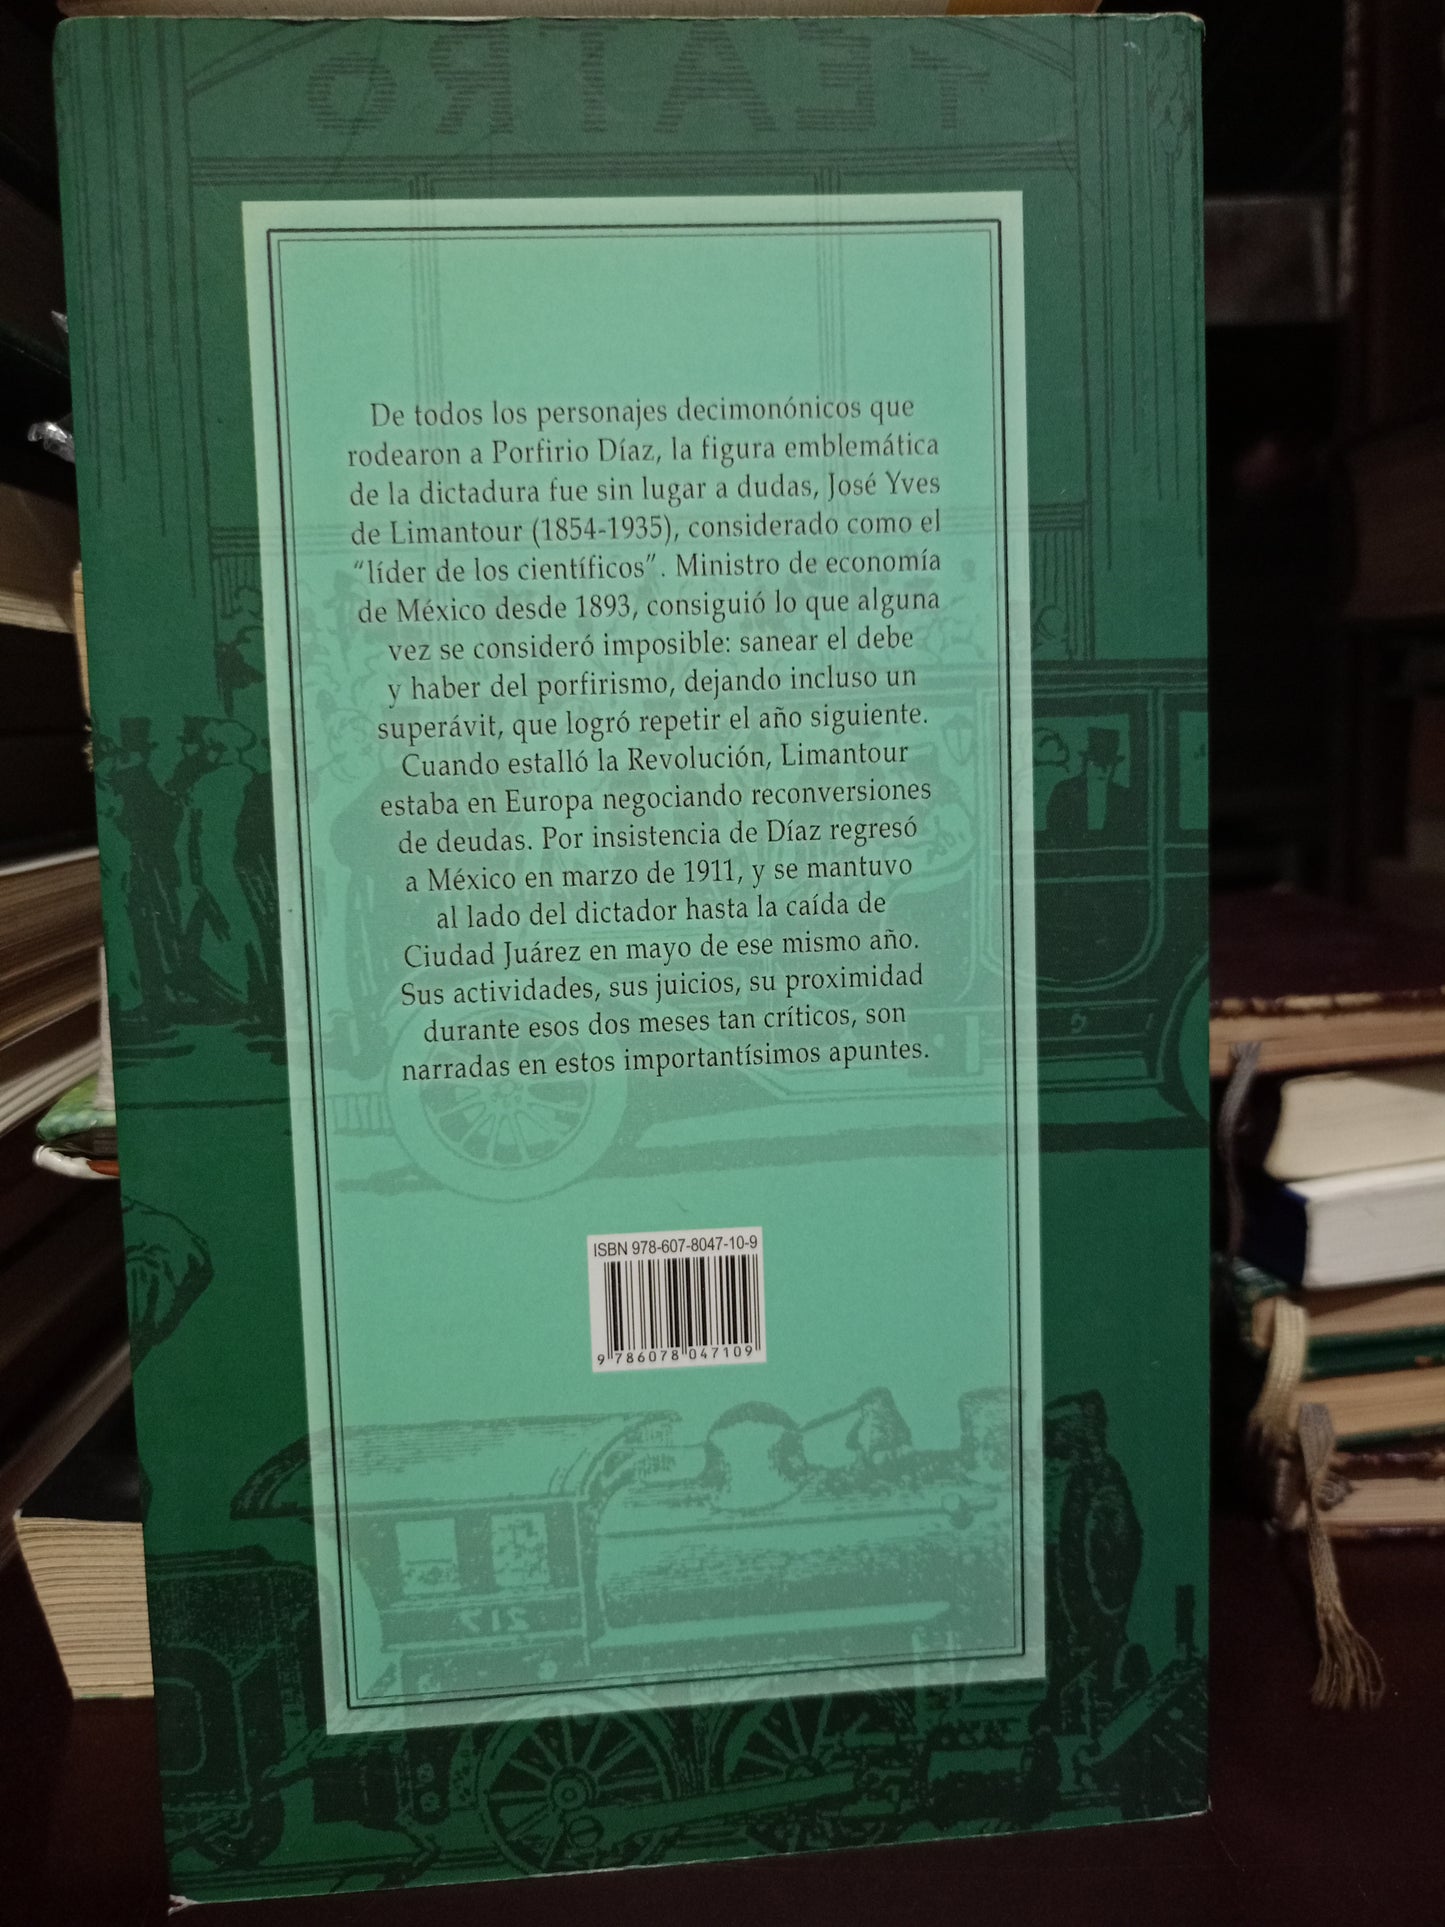 TEATRO
De todos los personajes decimonónicos que
rodearon a Porfirio Díaz, la figura emblemática
de la dictadura fue sin lugar a dudas, José Yves
de Limantour (1854-1935), considerado como el
“líder de los científicos”. Ministro de economía
de México desde 1893, consiguió lo que alguna
vez se consideró imposible: sanear el debe
y haber del porfirismo, dejando incluso un
superávit, que logró repetir el año siguiente.
Cuando estalló la Revolución, Limantour
estaba en Europa negociando reconversiones
de deudas. Por insistencia de Díaz regresó
a México en marzo de 1911, y se mantuvo
al lado del dictador hasta la caída de
Ciudad Juárez en mayo de ese mismo año.
Sus actividades, sus juicios, su proximidad
durante esos dos meses tan críticos, son
narradas en estos importantísimos apuntes.
ISBN 978-607-8047-10-9
9 786078 047109
217